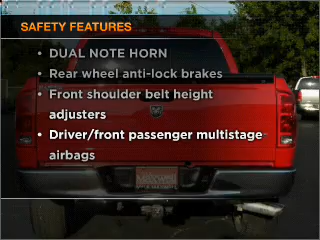 SAFETY FEATURES
• DUAL NOTE HORN
• Rear wheel anti-lock brakes
• Front shoulder belt height
adjusters
• Driver/front passenger multistage
airbags